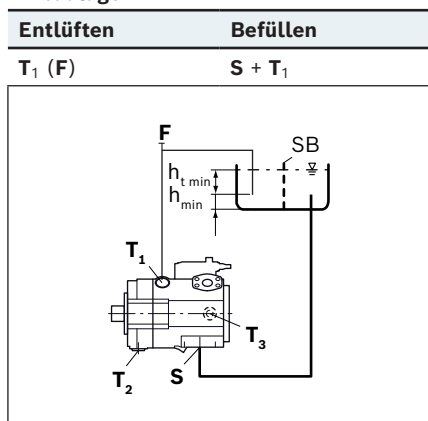 Entlüften Befüllen
T₁ (F) S + T₁
F
SB
hₜ ₘᵢₙ
hₘᵢₙ
T₁
T₃
T₂
S